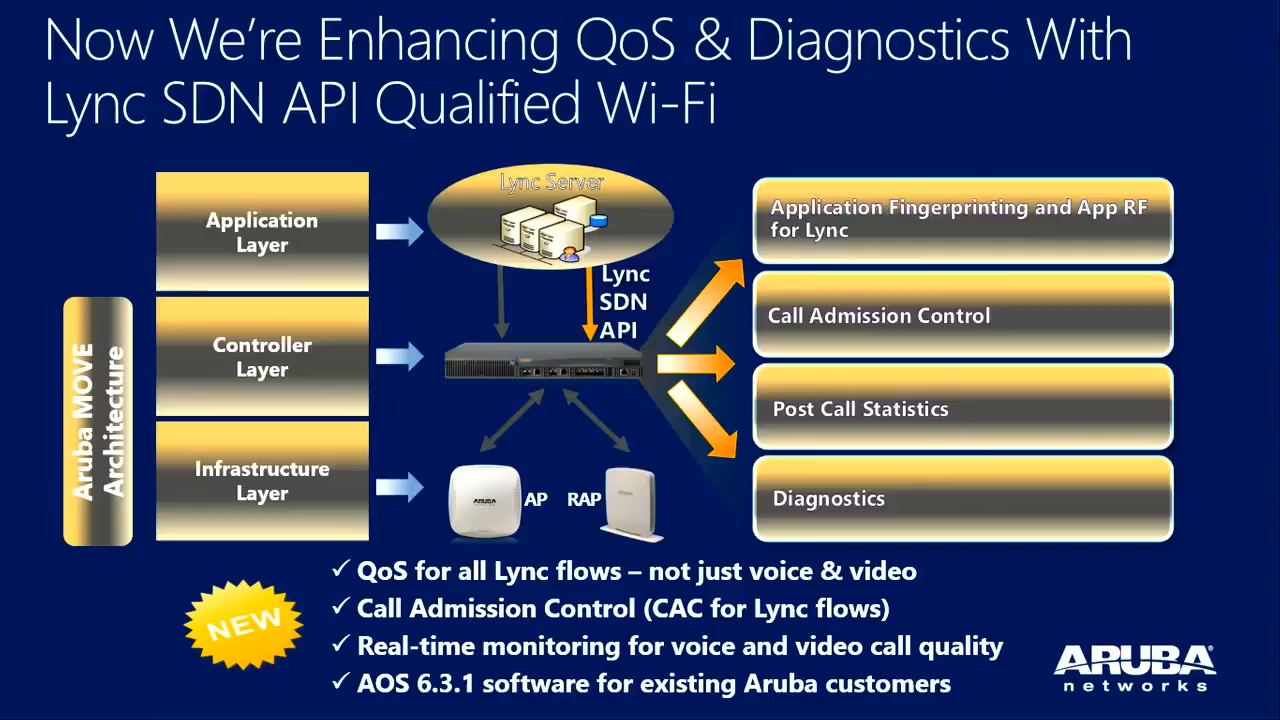 Now We're Enhancing QoS & Diagnostics With
Lync SDN API Qualified Wi-Fi
Aruba MOVE
Architecture
Application
Layer
Controller
Layer
Infrastructure
Layer
Lync Server
Lync
SDN
API
ARUBA
AP
RAP
Application Fingerprinting and App RF
for Lync
Call Admission Control
Post Call Statistics
Diagnostics
NEW
✓ QoS for all Lync flows – not just voice & video
✓ Call Admission Control (CAC for Lync flows)
✓ Real-time monitoring for voice and video call quality
✓ AOS 6.3.1 software for existing Aruba customers
ARUBA®
networks